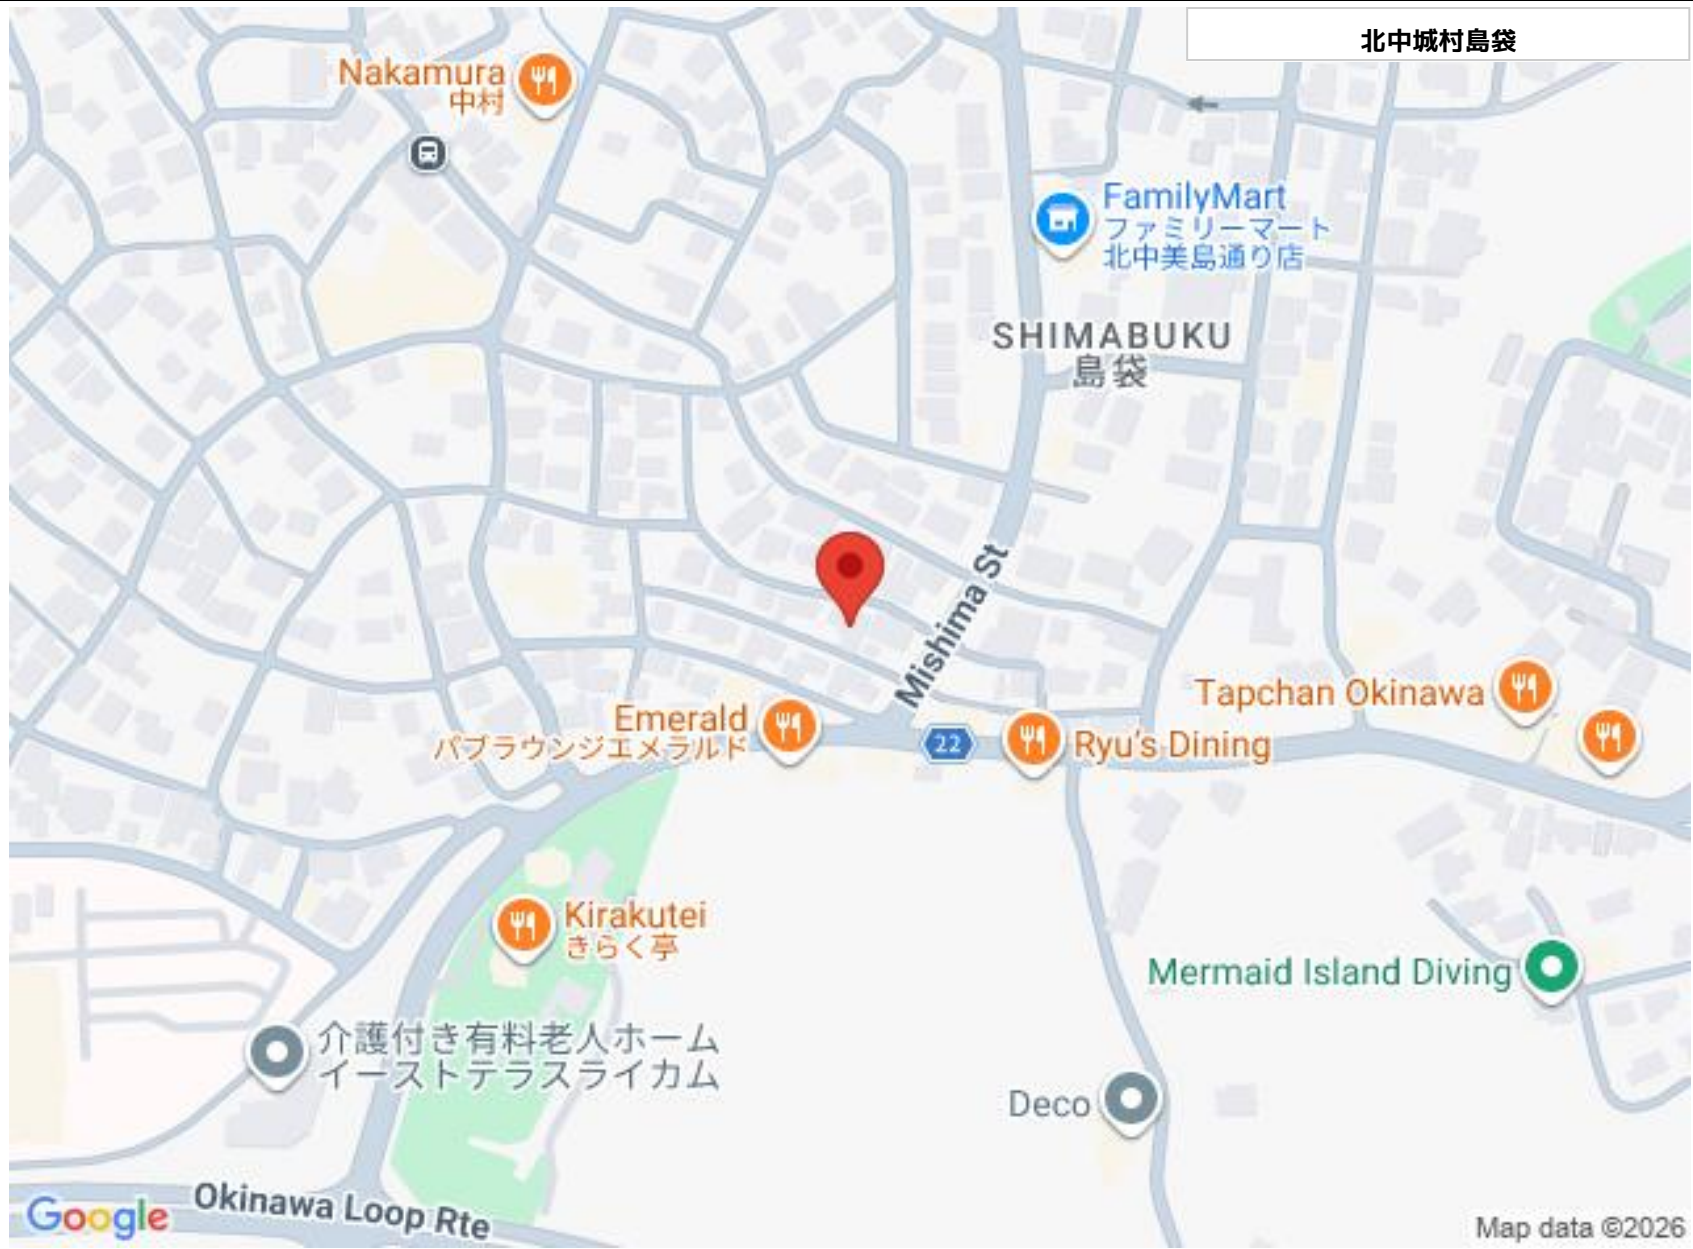 北中城村島袋
Nakamura
中村
FamilyMart
ファミリーマート
北中美島通り店
SHIMABUKU
島袋
Mishima St
Emerald
パブラウンジエメラルド
22
Ryu's Dining
Tapchan Okinawa
Kirakutei
きらく亭
Mermaid Island Diving
介護付き有料老人ホーム
イーストテラスライカム
Deco
Okinawa Loop Rte
Google
Map data ©2026